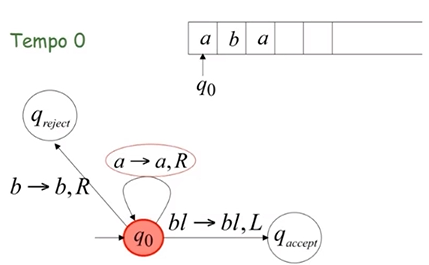 Tempo 0
a b a
q₀
q_reject
a → a, R
b → b, R
bl → bl, L
q₀
q_accept